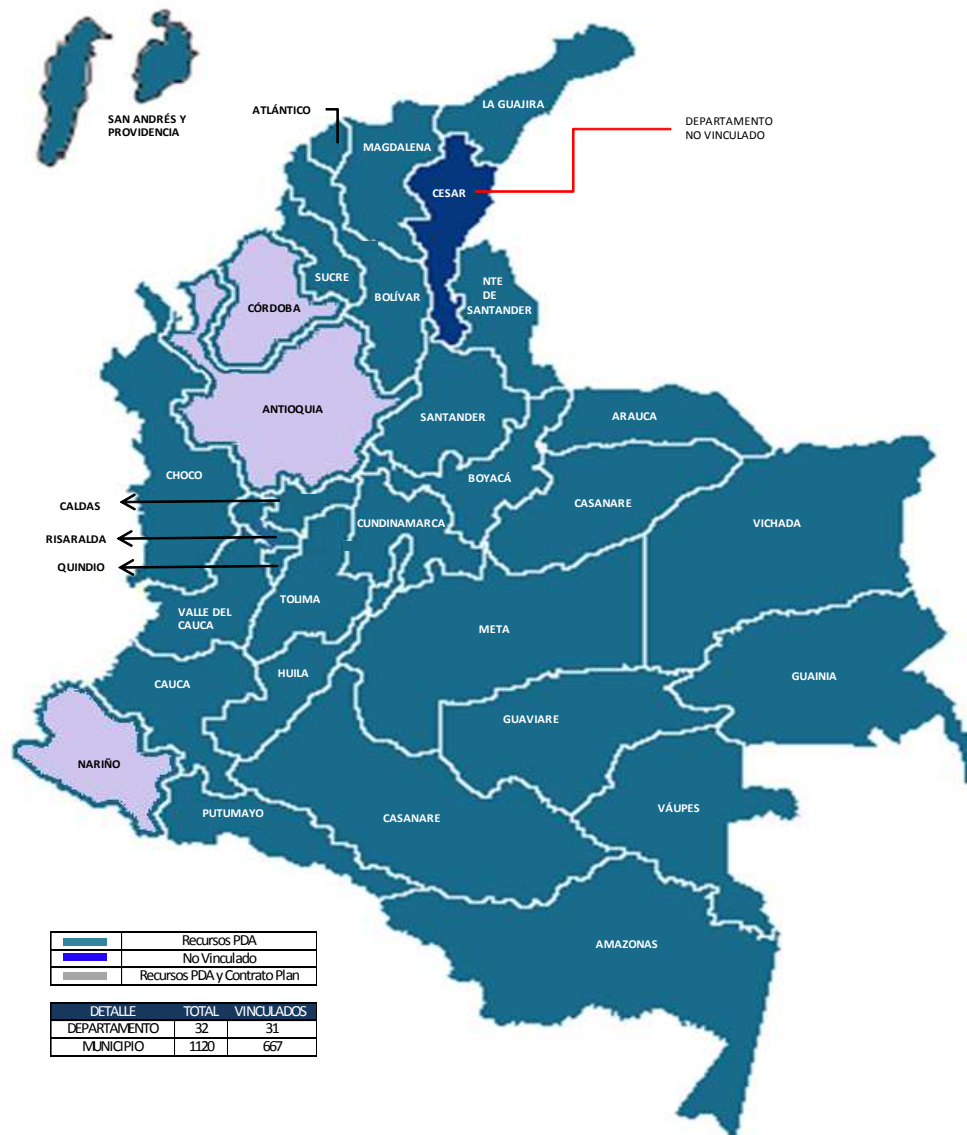 SAN ANDRÉS Y
PROVIDENCIA
ATLÁNTICO
LA GUAJIRA
MAGDALENA
DEPARTAMENTO
NO VINCULADO
CESAR
SUCRE
BOLÍVAR
NTE
DE
SANTANDER
CÓRDOBA
ANTIOQUIA
SANTANDER
ARAUCA
CHOCO
BOYACÁ
CASANARE
CALDAS
CUNDINAMARCA
VICHADA
RISARALDA
QUINDIO
TOLIMA
VALLE DEL
CAUCA
META
CAUCA
HUILA
GUAINIA
GUAVIARE
NARIÑO
PUTUMAYO
CASANARE
VÁUPES
AMAZONAS
Recursos PDA
No Vinculado
Recursos PDA y Contrato Plan
DETALLE TOTAL VINCULADOS
DEPARTAMENTO 32 31
MUNICIPIO 1120 667